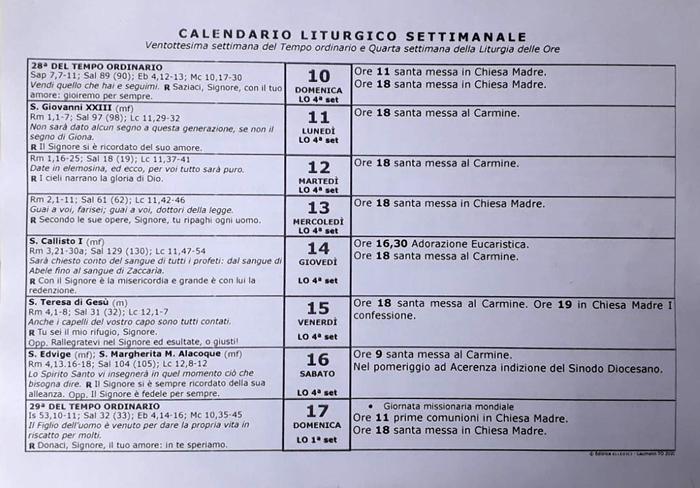 CALENDARIO LITURGICO SETTIMANALE
Ventottesima settimana del Tempo ordinario e Quarta settimana della Liturgia delle Ore
28ª DEL TEMPO ORDINARIO
Sap 7,7-11; Sal 89 (90); Eb 4,12-13; Mc 10,17-30
Vendi quello che hai e seguimi. R Saziaci, Signore, con il tuo
amore: gioiremo per sempre.
10
DOMENICA
LO 4ª set
Ore 11 santa messa in Chiesa Madre.
Ore 18 santa messa in Chiesa Madre.
S. Giovanni XXIII (mf)
Rm 1,1-7; Sal 97 (98); Lc 11,29-32
Non sarà dato alcun segno a questa generazione, se non il
segno di Giona.
R Il Signore si è ricordato del suo amore.
11
LUNEDÌ
LO 4ª set
Ore 18 santa messa al Carmine.
Rm 1,16-25; Sal 18 (19); Lc 11,37-41
Date in elemosina, ed ecco, per voi tutto sarà puro.
R I cieli narrano la gloria di Dio.
12
MARTEDÌ
LO 4ª set
Ore 18 santa messa al Carmine.
Rm 2,1-11; Sal 61 (62); Lc 11,42-46
Guai a voi, farisei; guai a voi, dottori della legge.
R Secondo le sue opere, Signore, tu ripaghi ogni uomo.
13
MERCOLEDÌ
LO 4ª set
Ore 18 santa messa in Chiesa Madre.
S. Callisto I (mf)
Rm 3,21-30a; Sal 129 (130); Lc 11,47-54
Sarà chiesto conto del sangue di tutti i profeti: dal sangue di
Abele fino al sangue di Zaccaria.
R Con il Signore è la misericordia e grande è con lui la
redenzione.
14
GIOVEDÌ
LO 4ª set
Ore 16,30 Adorazione Eucaristica.
Ore 18 santa messa al Carmine.
S. Teresa di Gesù (m)
Rm 4,1-8; Sal 31 (32); Lc 12,1-7
Anche i capelli del vostro capo sono tutti contati.
R Tu sei il mio rifugio, Signore.
Opp. Rallegratevi nel Signore ed esultate, o giusti!
15
VENERDÌ
LO 4ª set
Ore 18 santa messa al Carmine. Ore 19 in Chiesa Madre I
confessione.
S. Edvige (mf); S. Margherita M. Alacoque (mf)
Rm 4,13.16-18; Sal 104 (105); Lc 12,8-12
Lo Spirito Santo vi insegnerà in quel momento ciò che
bisogna dire. R Il Signore si è sempre ricordato della sua
alleanza. Opp. Il Signore è fedele per sempre.
16
SABATO
LO 4ª set
Ore 9 santa messa al Carmine.
Nel pomeriggio ad Acerenza indizione del Sinodo Diocesano.
29ª DEL TEMPO ORDINARIO
Is 53,10-11; Sal 32 (33); Eb 4,14-16; Mc 10,35-45
Il Figlio dell'uomo è venuto per dare la propria vita in
riscatto per molti.
R Donaci, Signore, il tuo amore: in te speriamo.
17
DOMENICA
LO 1ª set
• Giornata missionaria mondiale
Ore 11 prime comunioni in Chiesa Madre.
Ore 18 santa messa in Chiesa Madre.
© Editrice ELLEDICI - Leumann TO